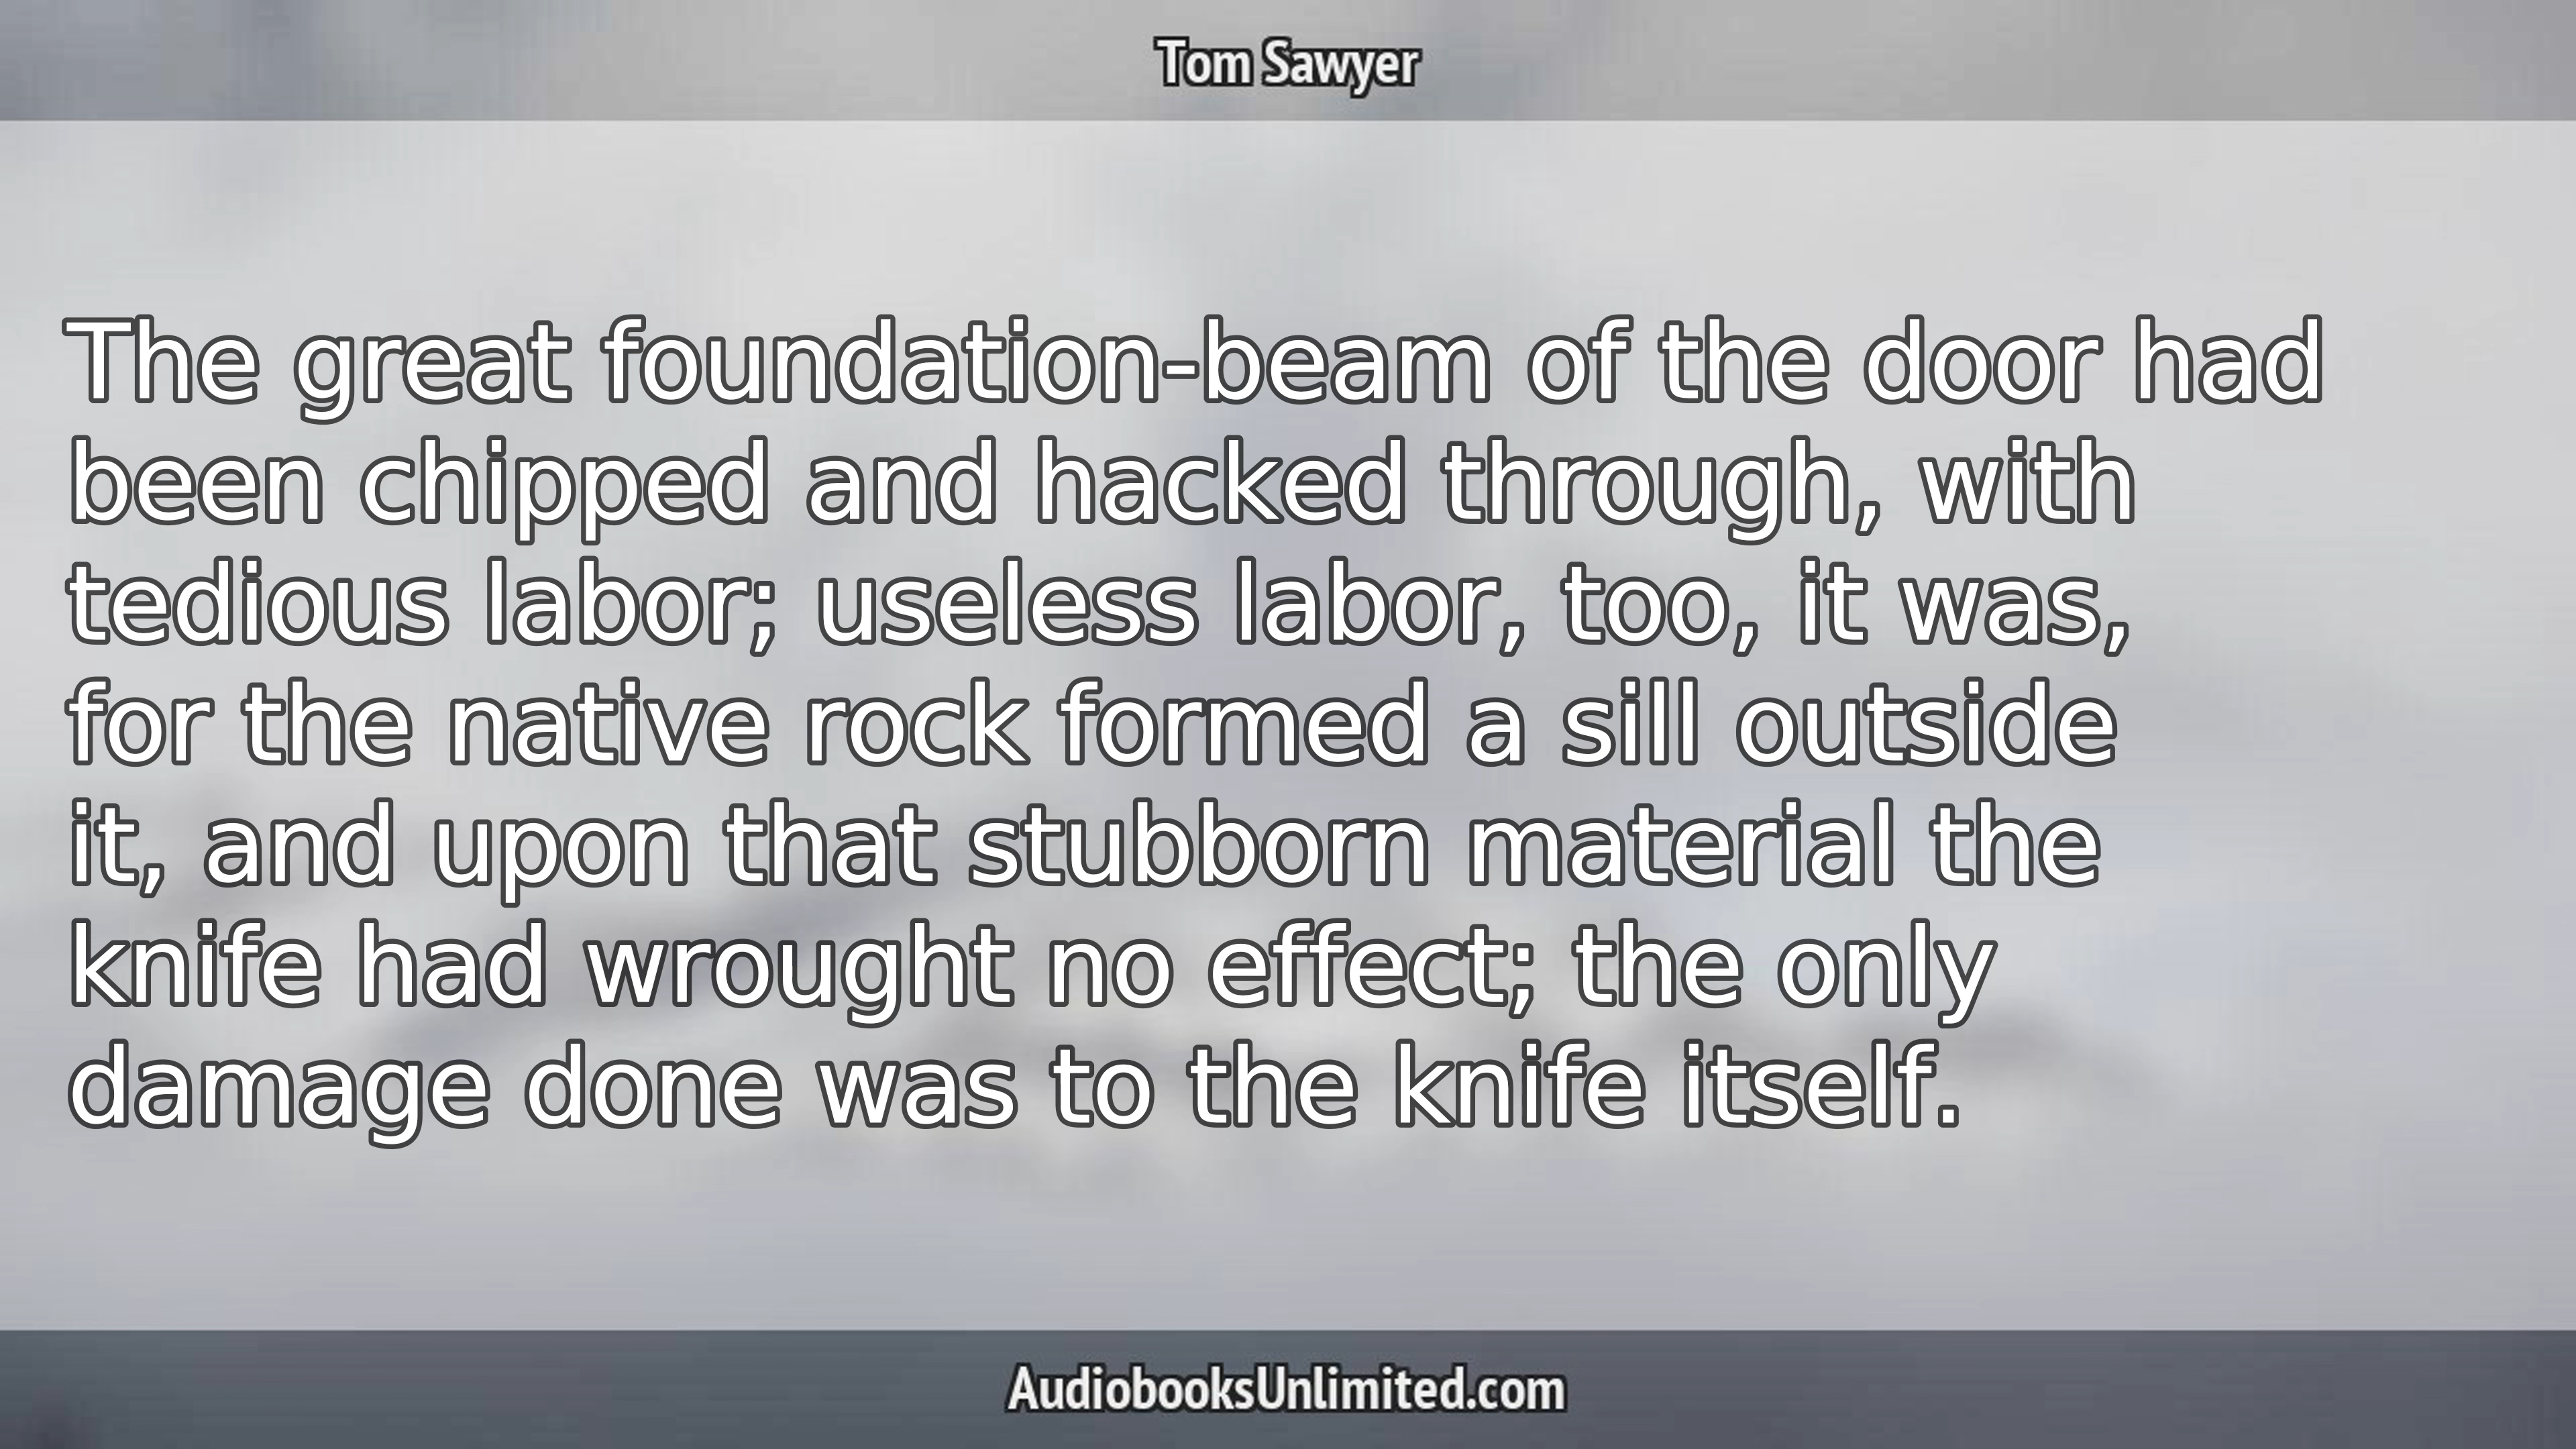 Tom Sawyer
The great foundation-beam of the door had
been chipped and hacked through, with
tedious labor; useless labor, too, it was,
for the native rock formed a sill outside
it, and upon that stubborn material the
knife had wrought no effect; the only
damage done was to the knife itself.
AudiobooksUnlimited.com